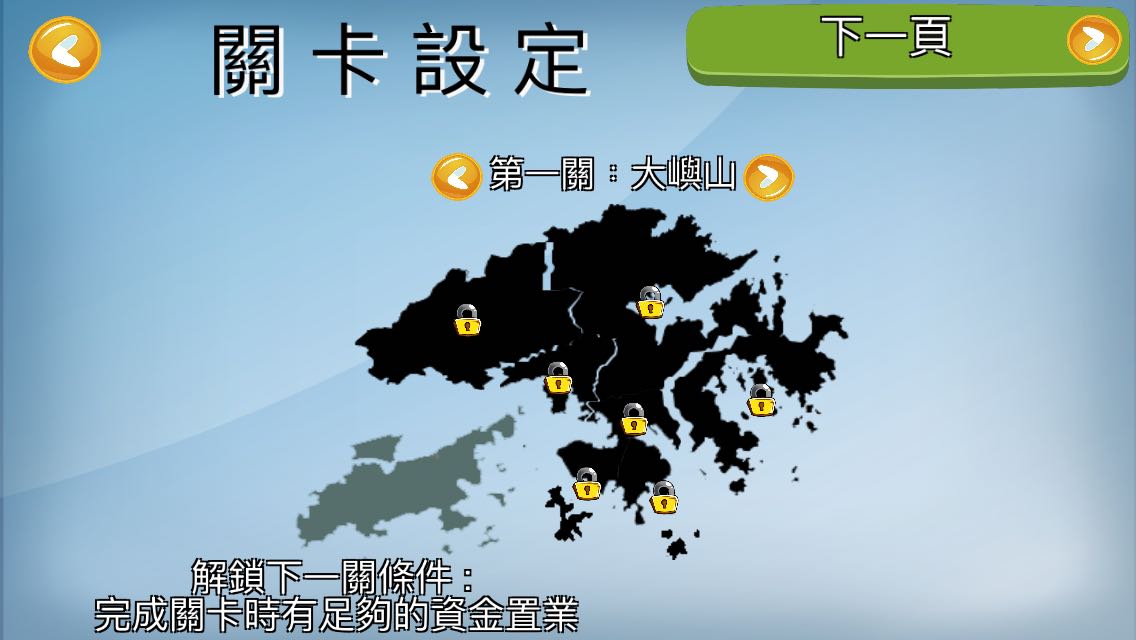 關卡設定
下一頁
第一關：大嶼山
解鎖下一關條件：
完成關卡時有足夠的資金置業